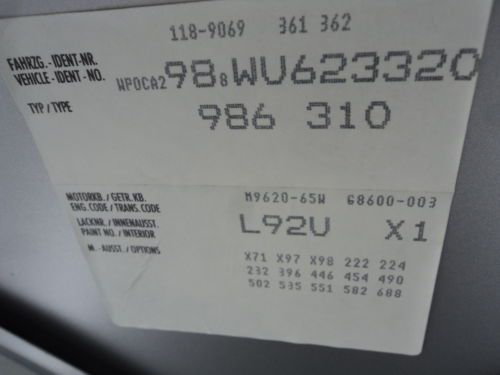 118-9069 361 362
FAHRZG.-IDENT-NR.
VEHICLE-IDENT-NO.
WP0CA2988WU623320
TYP / TYPE
986 310
MOTORKB. / GETR.KB.
ENG.CODE / TRANS.CODE
M9620-65W G8600-003
LACKNR. / INNENAUSST.
PAINT NO. / INTERIOR
L92U X1
M. -AUSST. / OPTIONS
X71 X97 X98 222 224
232 396 446 454 490
502 535 551 582 688